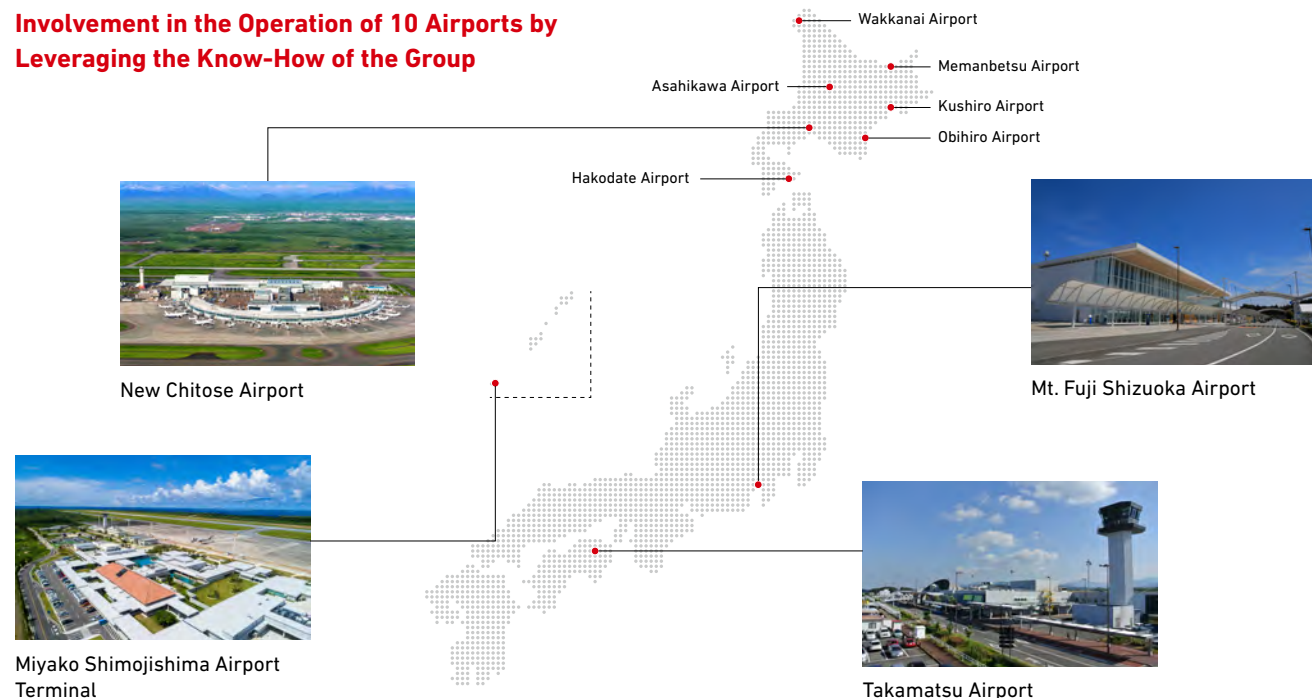 Involvement in the Operation of 10 Airports by
Leveraging the Know-How of the Group
Wakkanai Airport
Memanbetsu Airport
Asahikawa Airport
Kushiro Airport
Obihiro Airport
Hakodate Airport
New Chitose Airport
Mt. Fuji Shizuoka Airport
Miyako Shimojishima Airport
Terminal
Takamatsu Airport